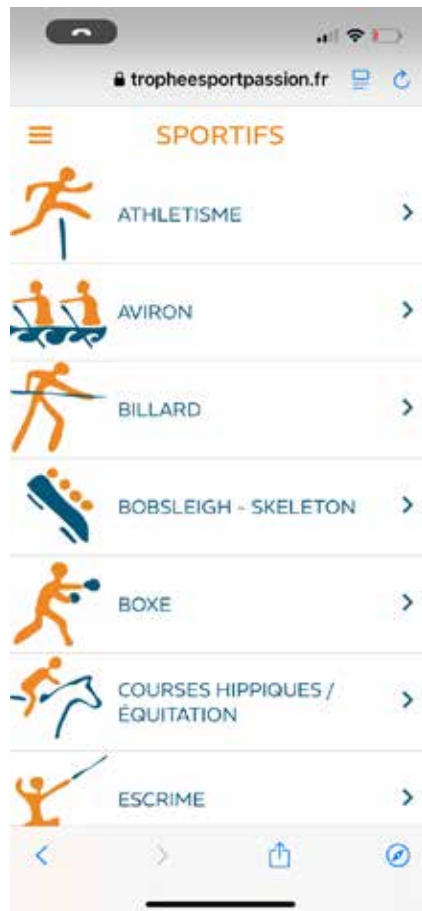 tropheesportpassion.fr
SPORTIFS
ATHLETISME
AVIRON
BILLARD
BOBSLEIGH - SKELETON
BOXE
COURSES HIPPIQUES /
ÉQUITATION
ESCRIME